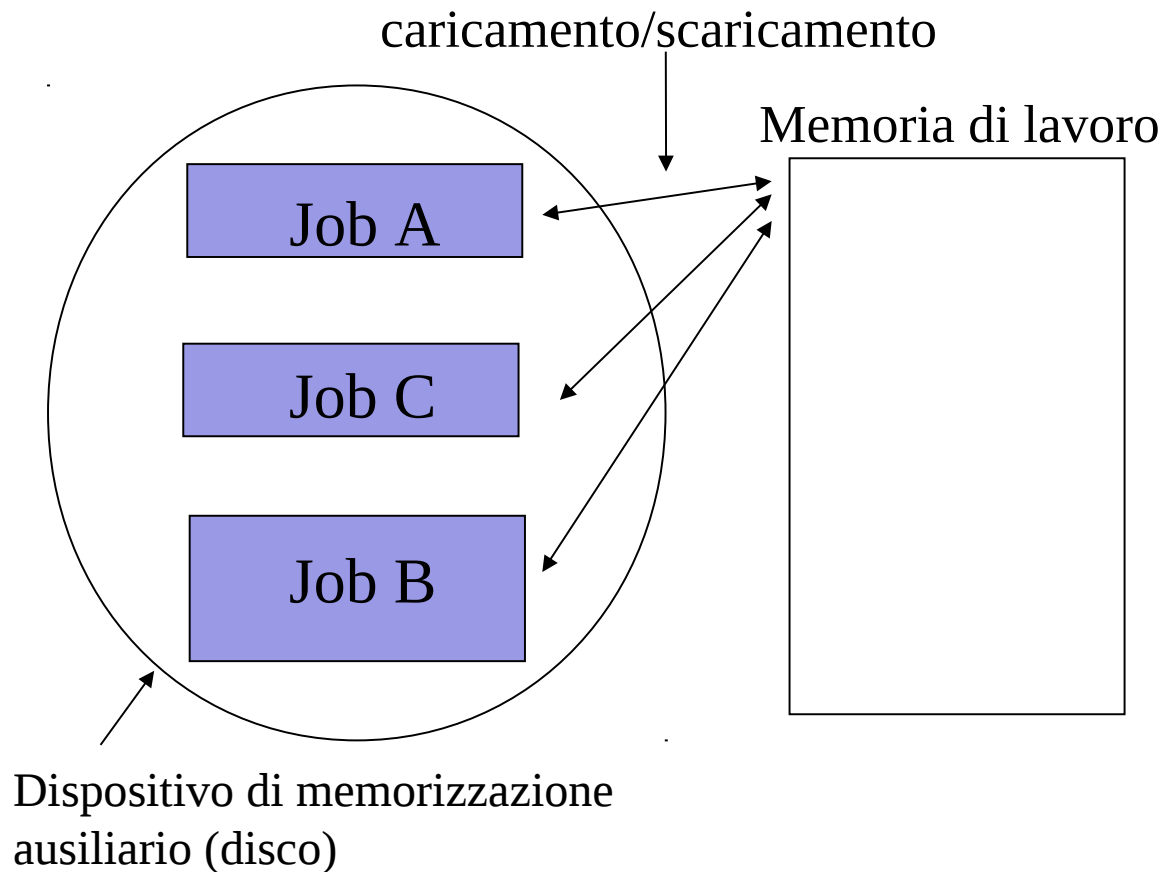 caricamento/scaricamento
Memoria di lavoro
Job A
Job C
Job B
Dispositivo di memorizzazione
ausiliario (disco)